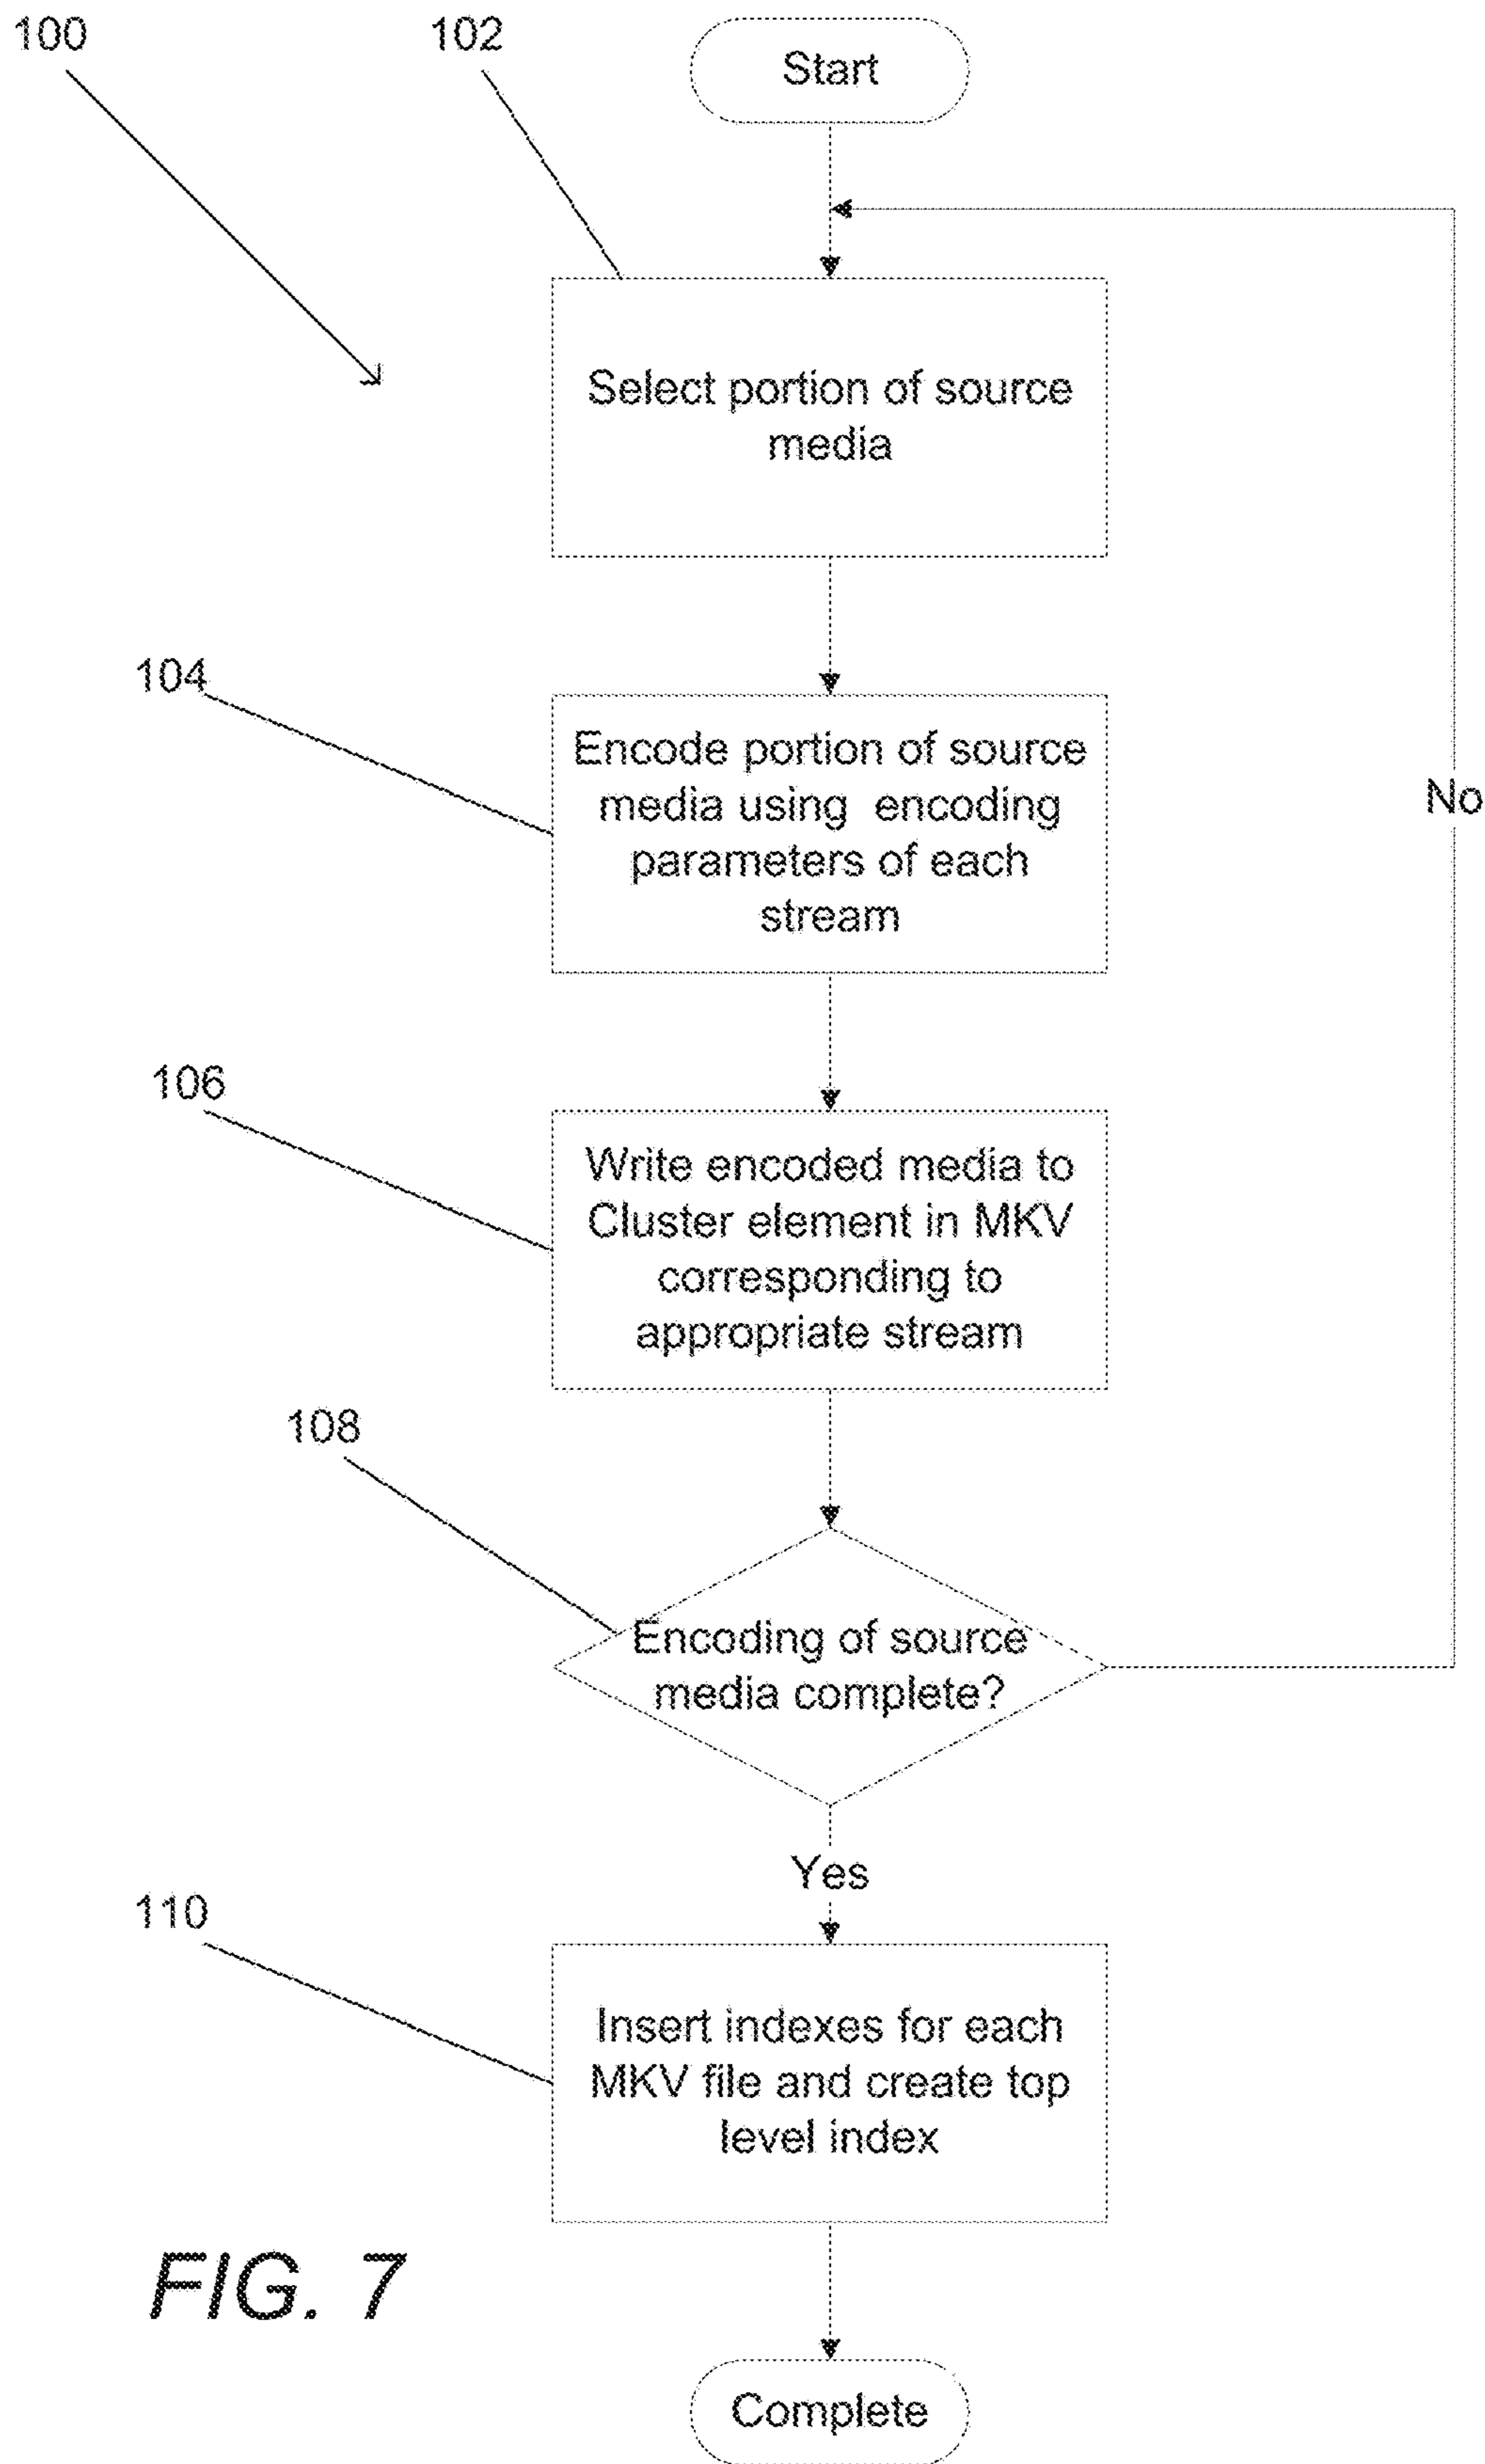 100
102
Start
Select portion of source
media
104
Encode portion of source
media using encoding
parameters of each
stream
No
106
Write encoded media to
Cluster element in MKV
corresponding to
appropriate stream
108
Encoding of source
media complete?
Yes
110
Insert indexes for each
MKV file and create top
level index
FIG. 7
Complete